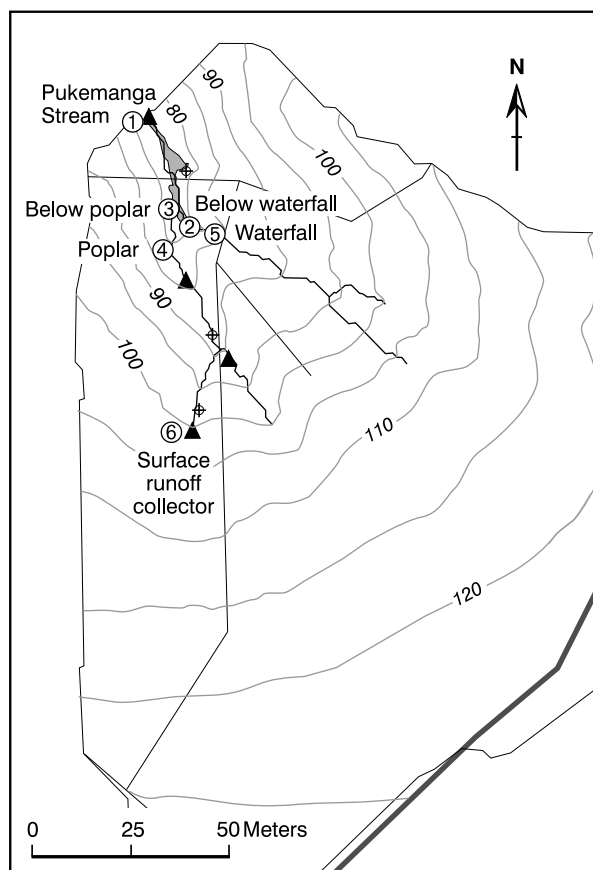 N
90
Pukemanga
Stream
80
1
100
Below poplar
3
Below waterfall
2
5
Waterfall
Poplar
4
90
100
110
6
Surface
runoff
collector
120
0
25
50 Meters